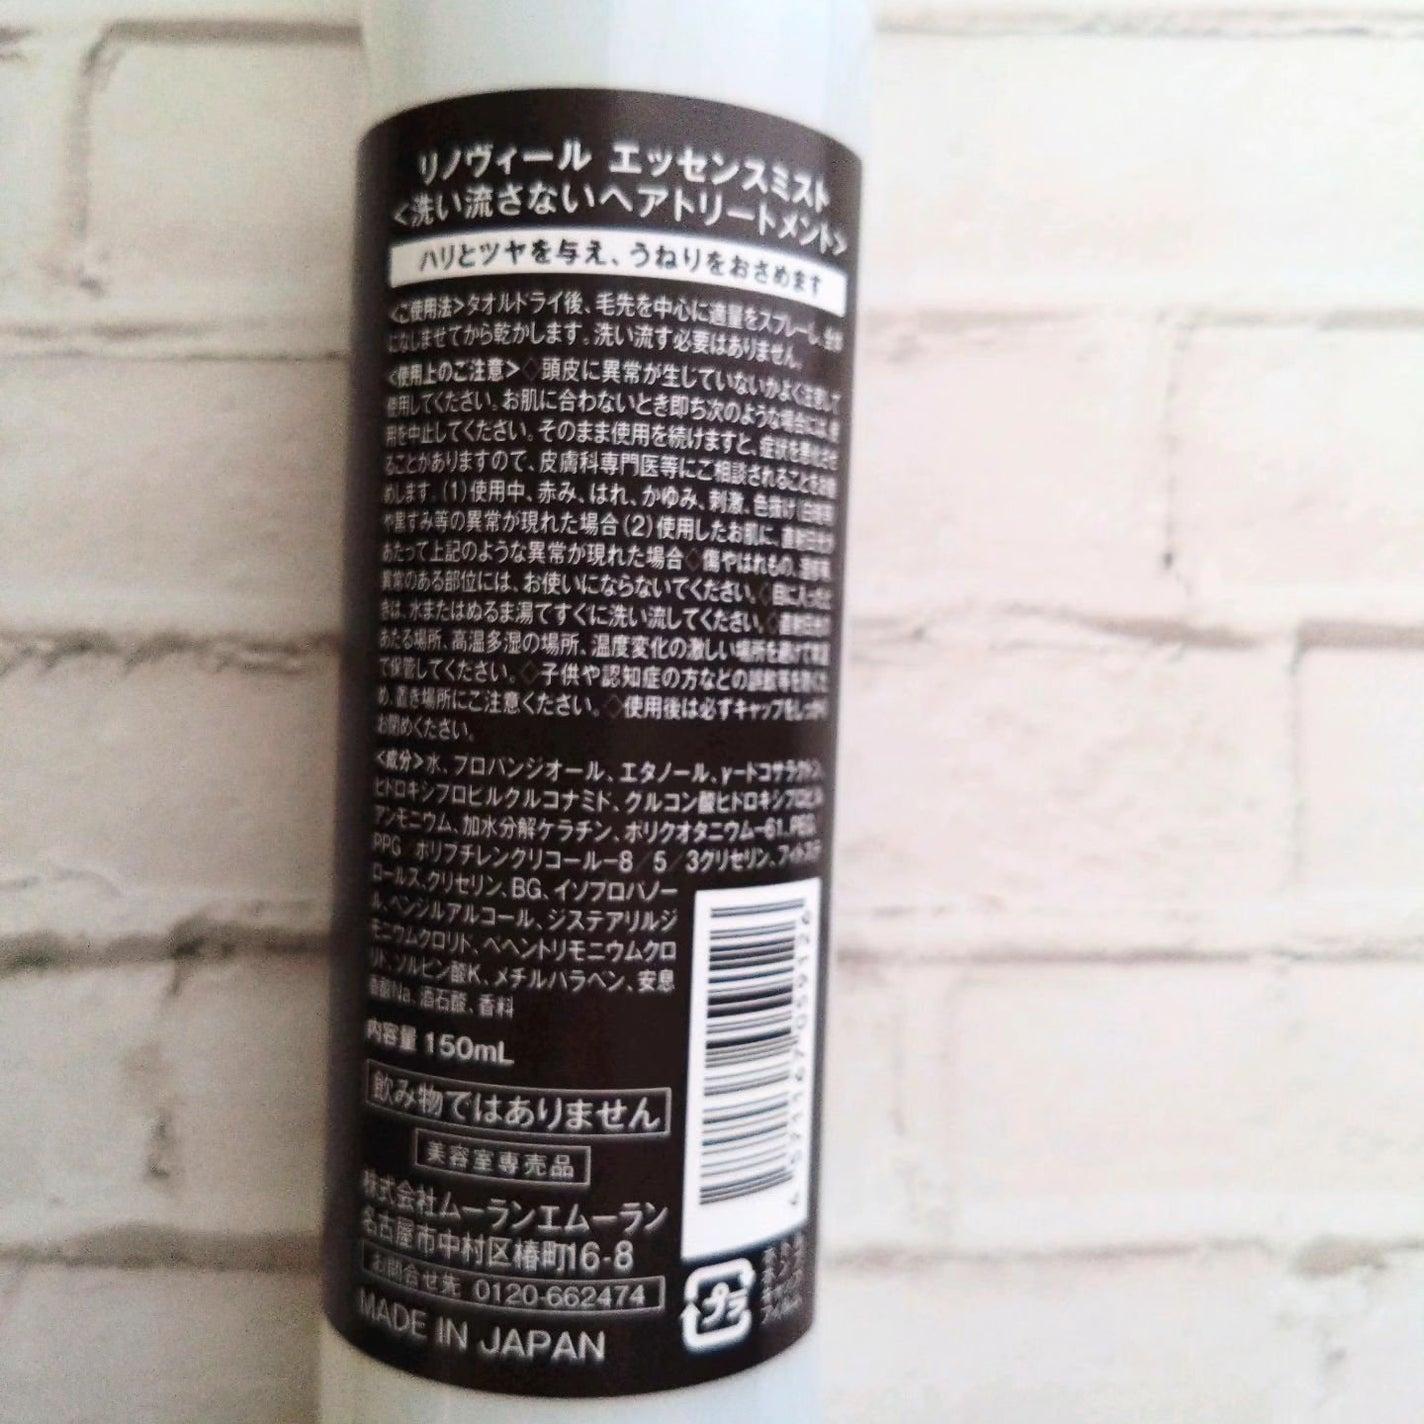 リノヴィール エッセンスミスト
<洗い流さないヘアトリートメント>
ハリとツヤを与え、うねりをおさめます
<ご使用法>タオルドライ後、毛先を中心に適量をスプレーし、全体
になじませてから乾かします。洗い流す必要はありません。
<使用上のご注意>◇頭皮に異常が生じていないかよく注意して
使用してください。お肌に合わないとき即ち次のような場合には、使
用を中止してください。そのまま使用を続けますと、症状を悪化させ
ることがありますので、皮膚科専門医等にご相談されることをお勧
めします。(1)使用中、赤み、はれ、かゆみ、刺激、色抜け(白斑等)
や黒ずみ等の異常が現れた場合(2)使用したお肌に、直射日光が
あたって上記のような異常が現れた場合◇傷やはれもの、湿疹等、
異常のある部位には、お使いにならないてください。◇目に入ったと
きは、水またはぬるま湯ですぐに洗い流してください。◇直射日光の
あたる場所、高温多湿の場所、温度変化の激しい場所を避けて常温
で保管してください。◇子供や認知症の方などの誤飲等を防ぐた
め、置き場所にご注意ください。◇使用後は必ずキャップをしっかり
お閉めください。
<成分>水、プロパンジオール、エタノール、γ−ドコサラクトン、
ヒドロキシプロピルグルコナミド、グルコン酸ヒドロキシプロピル
アンモニウム、加水分解ケラチン、ポリクオタニウム−61、PEG/
PPG/ポリブチレングリコール−8/5/3グリセリン、フィトステ
ロールズ、グリセリン、BG、イソプロパノー
ル、ベンジルアルコール、ジステアリルジ
モニウムクロリド、ベヘントリモニウムクロ
リド、ソルビン酸K、メチルパラベン、安息
香酸Na、酒石酸、香料
内容量 150mL
飲み物ではありません
美容室専売品
株式会社ムーランエムーラン
名古屋市中村区椿町16-8
お問合せ先 0120-662474
MADE IN JAPAN
プラ